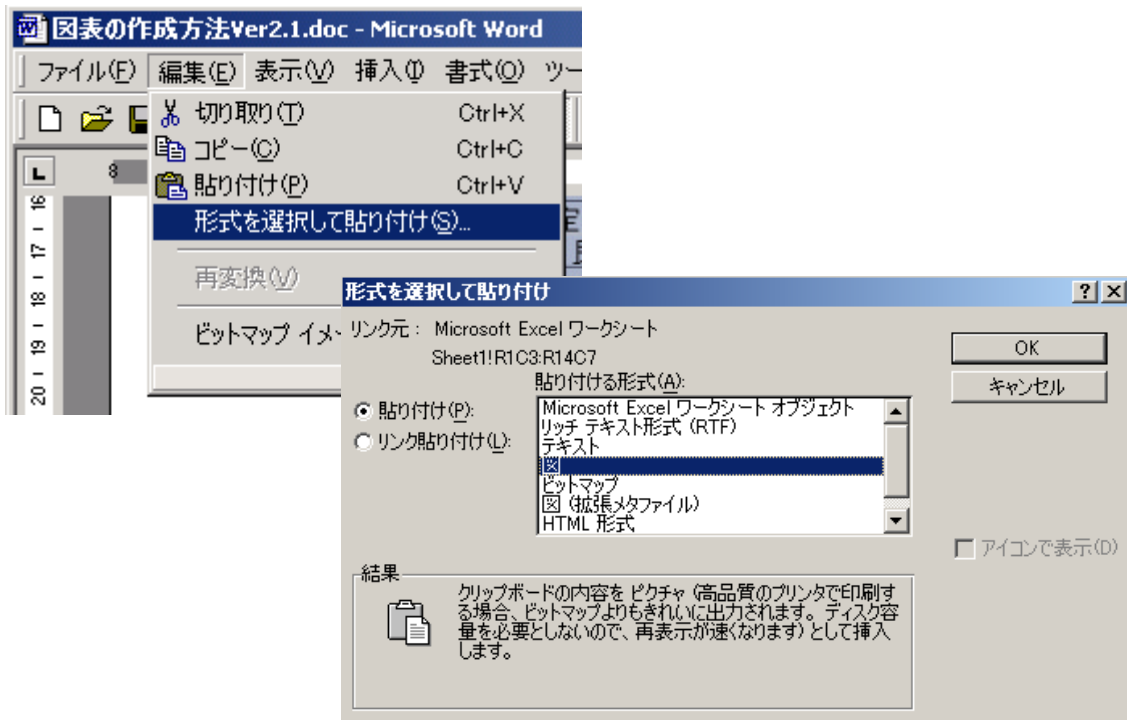 図表の作成方法Ver2.1.doc - Microsoft Word
ファイル(F) 編集(E) 表示(V) 挿入(I) 書式(O) ツー
切り取り(T) Ctrl+X
コピー(C) Ctrl+C
貼り付け(P) Ctrl+V
形式を選択して貼り付け(S)...
再変換(V)
ビットマップ イメー
L
8
16
17
18
19
20
形式を選択して貼り付け
リンク元: Microsoft Excel ワークシート
Sheet1!R1C3:R14C7
貼り付ける形式(A):
貼り付け(P):
リンク貼り付け(L):
Microsoft Excel ワークシート オブジェクト
リッチ テキスト形式 (RTF)
テキスト
図
ビットマップ
図 (拡張メタファイル)
HTML 形式
OK
キャンセル
アイコンで表示(D)
結果
クリップボードの内容を ピクチャ (高品質のプリンタで印刷す
る場合、ビットマップよりもきれいに出力されます。ディスク容
量を必要としないので、再表示が速くなります) として挿入
します。